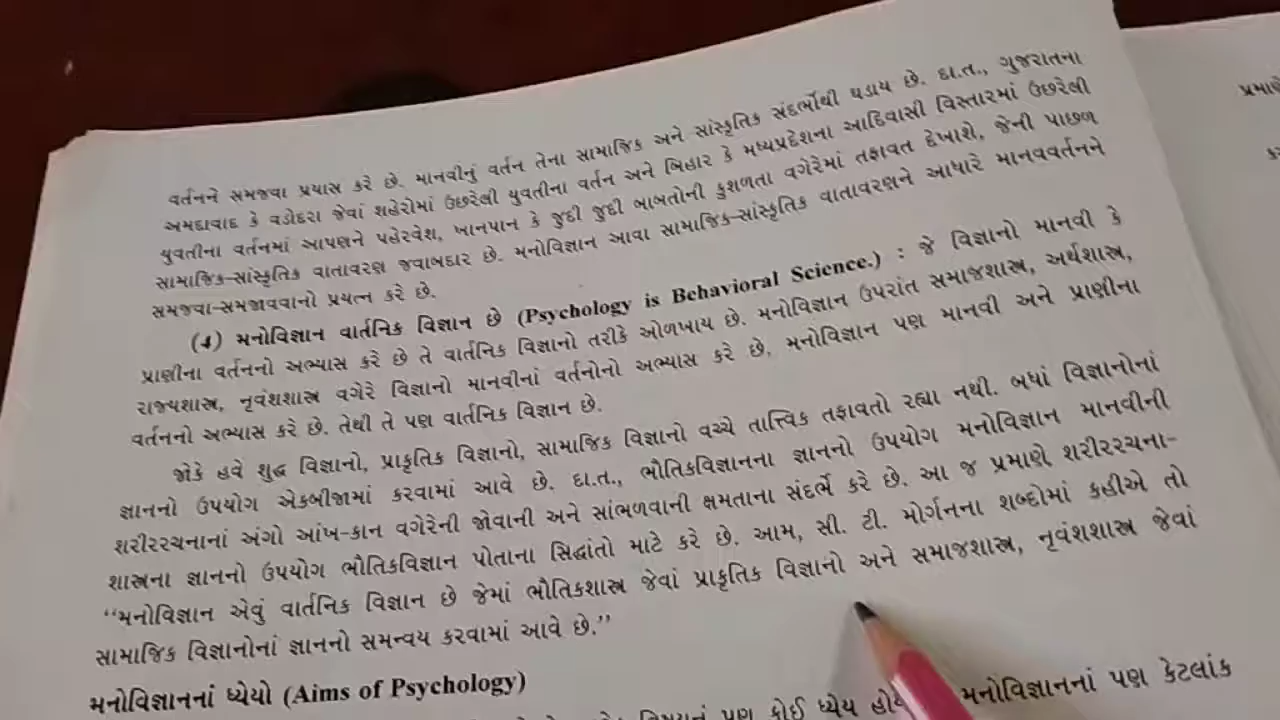 વર્તનને સમજવા પ્રયાસ કરે છે. માનવીનું વર્તન તેના સામાજિક અને સાંસ્કૃતિક સંદર્ભોથી ઘડાય છે. દા.ત., ગુજરાતના
અમદાવાદ કે વડોદરા જેવાં શહેરોમાં ઉછરેલી યુવતીના વર્તન અને બિહાર કે મધ્યપ્રદેશના આદિવાસી વિસ્તારમાં ઉછરેલી
યુવતીના વર્તનમાં આપણને પહેરવેશ, ખાનપાન કે જુદી જુદી બાબતોની કુશળતા વગેરેમાં તફાવત દેખાશે, જેની પાછળ
સામાજિક-સાંસ્કૃતિક વાતાવરણ જવાબદાર છે. મનોવિજ્ઞાન આવા સામાજિક-સાંસ્કૃતિક વાતાવરણને આધારે માનવવર્તનને
સમજવા-સમજાવવાનો પ્રયત્ન કરે છે.
(4) મનોવિજ્ઞાન વાર્તનિક વિજ્ઞાન છે (Psychology is Behavioral Science.) : જે વિજ્ઞાનો માનવી કે
પ્રાણીના વર્તનનો અભ્યાસ કરે છે તે વાર્તનિક વિજ્ઞાનો તરીકે ઓળખાય છે. મનોવિજ્ઞાન ઉપરાંત સમાજશાસ્ત્ર, અર્થશાસ્ત્ર,
રાજ્યશાસ્ત્ર, નૃવંશશાસ્ત્ર વગેરે વિજ્ઞાનો માનવીનાં વર્તનોનો અભ્યાસ કરે છે. મનોવિજ્ઞાન પણ માનવી અને પ્રાણીના
વર્તનનો અભ્યાસ કરે છે. તેથી તે પણ વાર્તનિક વિજ્ઞાન છે.
જોકે હવે શુદ્ધ વિજ્ઞાનો, પ્રાકૃતિક વિજ્ઞાનો, સામાજિક વિજ્ઞાનો વચ્ચે તાત્ત્વિક તફાવતો રહ્યા નથી. બધાં વિજ્ઞાનોનાં
જ્ઞાનનો ઉપયોગ એકબીજામાં કરવામાં આવે છે. દા.ત., ભૌતિકવિજ્ઞાનના જ્ઞાનનો ઉપયોગ મનોવિજ્ઞાન માનવીની
શરીરરચનાનાં અંગો આંખ-કાન વગેરેની જોવાની અને સાંભળવાની ક્ષમતાના સંદર્ભે કરે છે. આ જ પ્રમાણે શરીરરચના-
શાસ્ત્રના જ્ઞાનનો ઉપયોગ ભૌતિકવિજ્ઞાન પોતાના સિદ્ધાંતો માટે કરે છે. આમ, સી. ટી. મોર્ગનના શબ્દોમાં કહીએ તો
“મનોવિજ્ઞાન એવું વાર્તનિક વિજ્ઞાન છે જેમાં ભૌતિકશાસ્ત્ર જેવાં પ્રાકૃતિક વિજ્ઞાનો અને સમાજશાસ્ત્ર, નૃવંશશાસ્ત્ર જેવાં
સામાજિક વિજ્ઞાનોનાં જ્ઞાનનો સમન્વય કરવામાં આવે છે.”
મનોવિજ્ઞાનનાં ધ્યેયો (Aims of Psychology)
પણ કોઈ ધ્યેય મનોવિજ્ઞાનનાં પણ કેટલાંક